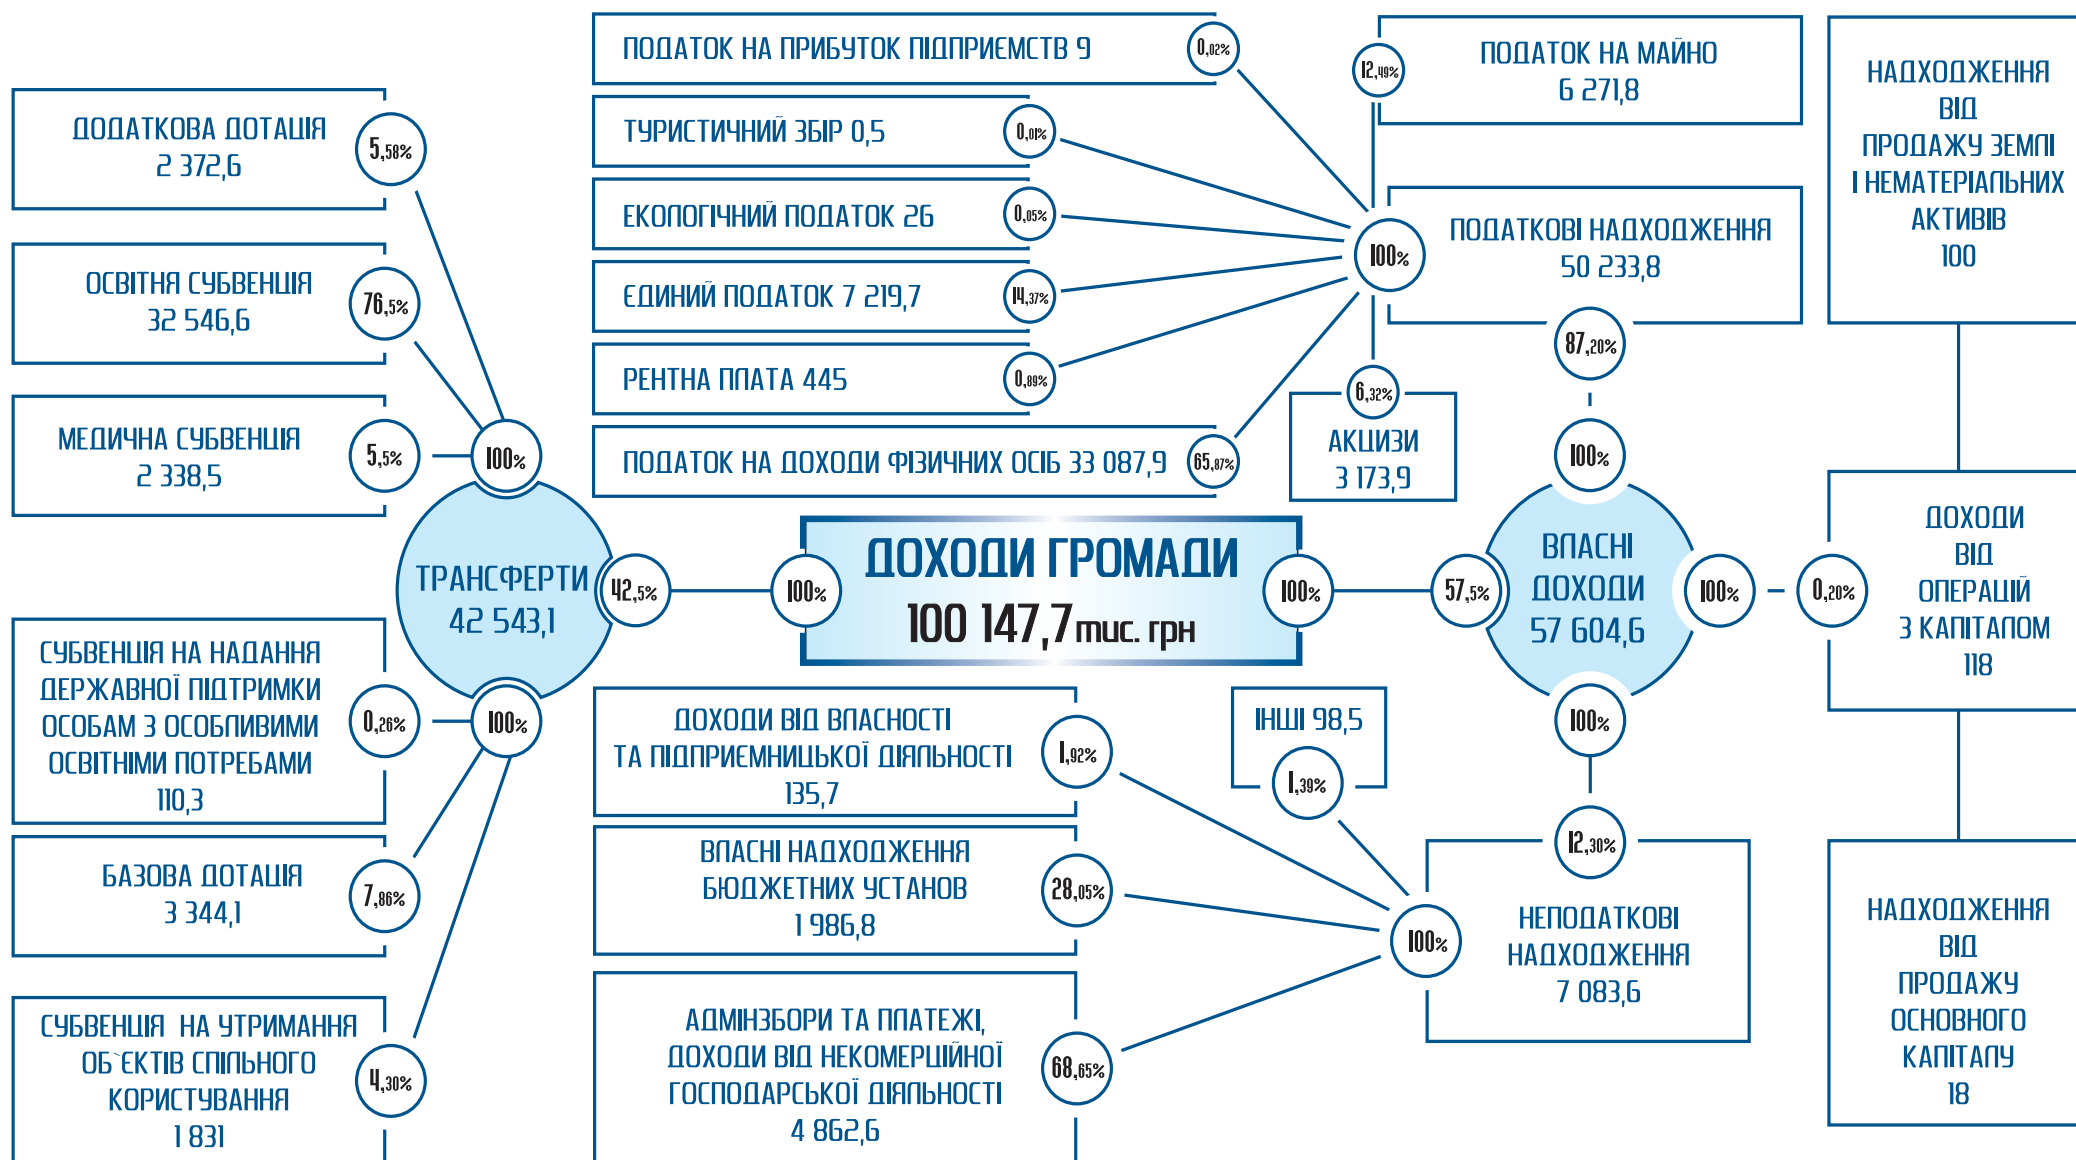 ДОДАТКОВА ДОТАЦІЯ
2 372,6
5,58%
ОСВІТНЯ СУБВЕНЦІЯ
32 546,6
76,5%
МЕДИЧНА СУБВЕНЦІЯ
2 338,5
5,5%
100%
ТРАНСФЕРТИ
42 543,1
42,5%
СУБВЕНЦІЯ НА НАДАННЯ
ДЕРЖАВНОЇ ПІДТРИМКИ
ОСОБАМ З ОСОБЛИВИМИ
ОСВІТНІМИ ПОТРЕБАМИ
110,3
0,26%
100%
БАЗОВА ДОТАЦІЯ
3 344,1
7,86%
СУБВЕНЦІЯ НА УТРИМАННЯ
ОБ`ЄКТІВ СПІЛЬНОГО
КОРИСТУВАННЯ
1 831
4,30%
ПОДАТОК НА ПРИБУТОК ПІДПРИЄМСТВ 9
0,02%
ТУРИСТИЧНИЙ ЗБІР 0,5
0,01%
ЕКОЛОГІЧНИЙ ПОДАТОК 26
0,05%
ЄДИНИЙ ПОДАТОК 7 219,7
14,37%
РЕНТНА ПЛАТА 445
0,89%
ПОДАТОК НА ДОХОДИ ФІЗИЧНИХ ОСІБ 33 087,9
65,87%
12,49%
ПОДАТОК НА МАЙНО
6 271,8
100%
ПОДАТКОВІ НАДХОДЖЕННЯ
50 233,8
87,20%
6,32%
АКЦИЗИ
3 173,9
100%
100%
ДОХОДИ ГРОМАДИ
100 147,7 тис. грн
100%
57,5%
ВЛАСНІ
ДОХОДИ
57 604,6
100%
0,20%
100%
12,30%
ДОХОДИ ВІД ВЛАСНОСТІ
ТА ПІДПРИЄМНИЦЬКОЇ ДІЯЛЬНОСТІ
135,7
1,92%
ІНШІ 98,5
1,39%
ВЛАСНІ НАДХОДЖЕННЯ
БЮДЖЕТНИХ УСТАНОВ
1 986,8
28,05%
100%
НЕПОДАТКОВІ
НАДХОДЖЕННЯ
7 083,6
АДМІНЗБОРИ ТА ПЛАТЕЖІ,
ДОХОДИ ВІД НЕКОМЕРЦІЙНОЇ
ГОСПОДАРСЬКОЇ ДІЯЛЬНОСТІ
4 862,6
68,65%
НАДХОДЖЕННЯ
ВІД
ПРОДАЖУ ЗЕМЛІ
І НЕМАТЕРІАЛЬНИХ
АКТИВІВ
100
ДОХОДИ
ВІД
ОПЕРАЦІЙ
З КАПІТАЛОМ
118
НАДХОДЖЕННЯ
ВІД
ПРОДАЖУ
ОСНОВНОГО
КАПІТАЛУ
18